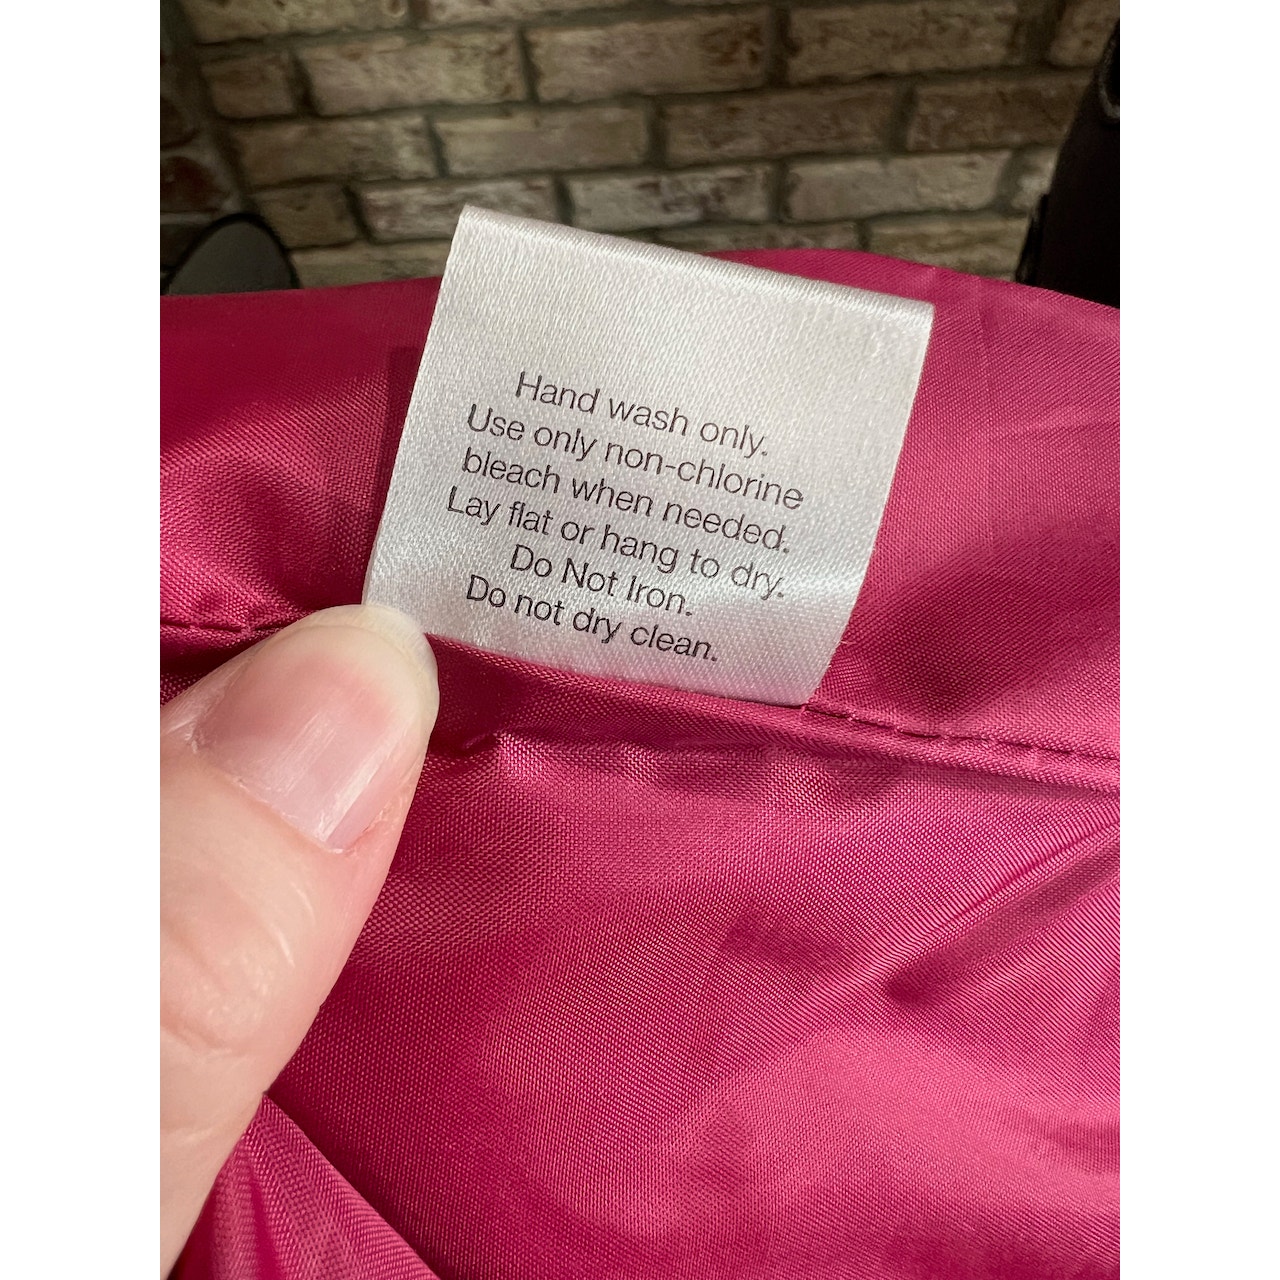 Hand wash only.
Use only non-chlorine
bleach when needed.
Lay flat or hang to dry.
Do Not Iron.
Do not dry clean.